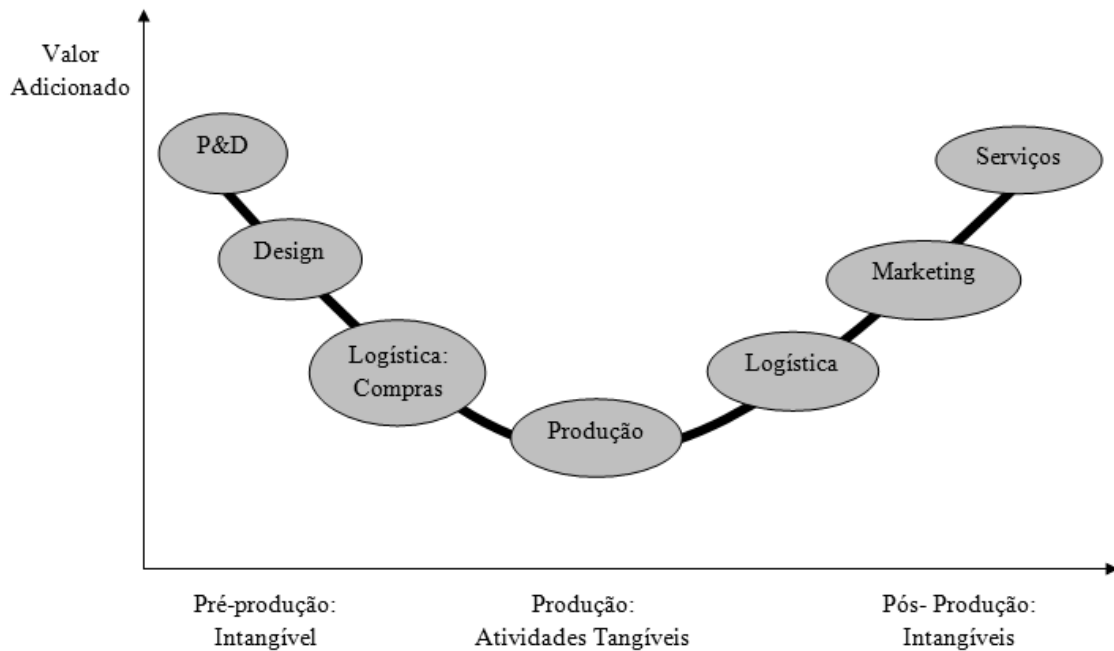 Valor
Adicionado
P&D
Serviços
Design
Marketing
Logística:
Compras
Logística
Produção
Pré-produção:
Intangível
Produção:
Atividades Tangíveis
Pós- Produção:
Intangíveis